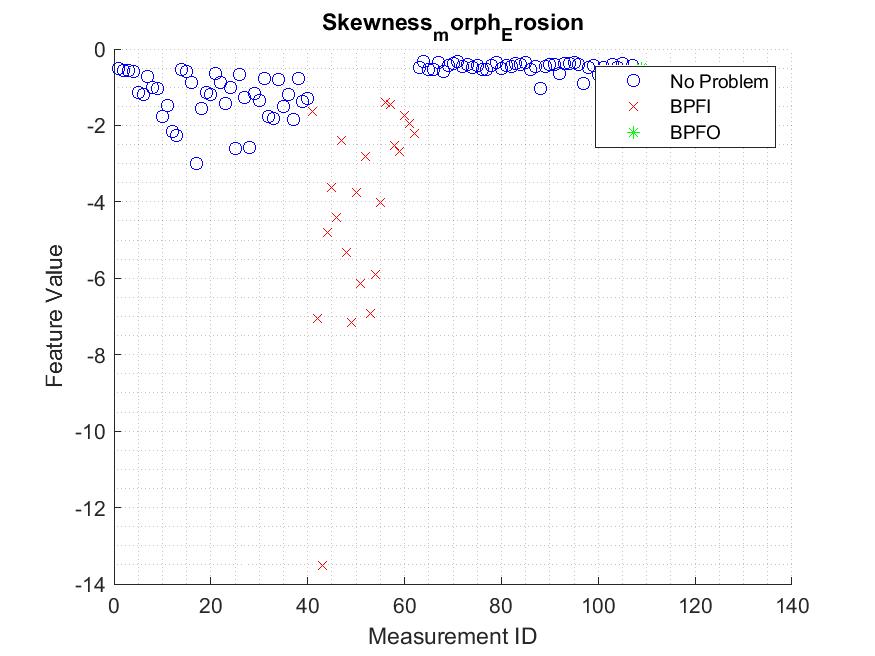 Skewness_morph_Erosion
0
-2
-4
-6
-8
-10
-12
-14
Feature Value
No Problem
BPFI
BPFO
0 20 40 60 80 100 120 140
Measurement ID